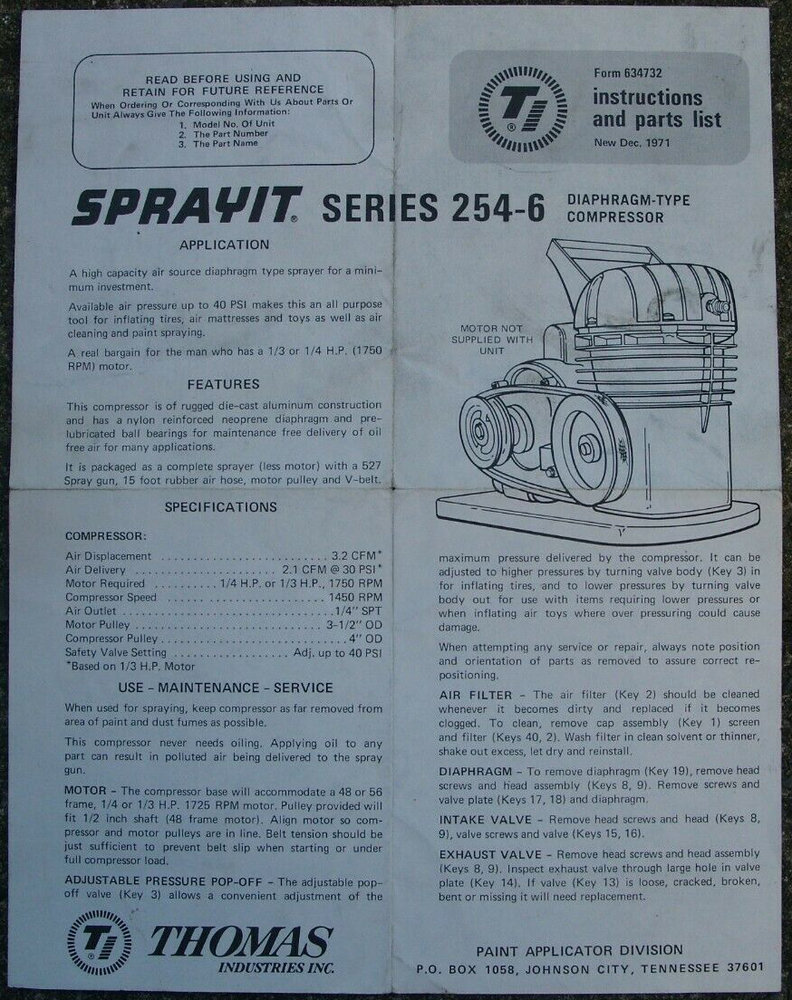 READ BEFORE USING AND
RETAIN FOR FUTURE REFERENCE
When Ordering Or Corresponding With Us About Parts Or
Unit Always Give The Following Information:
1. Model No. Of Unit
2. The Part Number
3. The Part Name
TI
®
Form 634732
instructions
and parts list
New Dec. 1971
SPRAYIT® SERIES 254-6 DIAPHRAGM-TYPE
COMPRESSOR
APPLICATION
A high capacity air source diaphragm type sprayer for a mini-
mum investment.
Available air pressure up to 40 PSI makes this an all purpose
tool for inflating tires, air mattresses and toys as well as air
cleaning and paint spraying.
A real bargain for the man who has a 1/3 or 1/4 H.P. (1750
RPM) motor.
FEATURES
This compressor is of rugged die-cast aluminum construction
and has a nylon reinforced neoprene diaphragm and pre-
lubricated ball bearings for maintenance free delivery of oil
free air for many applications.
It is packaged as a complete sprayer (less motor) with a 527
Spray gun, 15 foot rubber air hose, motor pulley and V-belt.
MOTOR NOT
SUPPLIED WITH
UNIT
SPECIFICATIONS
COMPRESSOR:
Air Displacement . . . . . . . . . . . . . . . . . . . . . . . . . . 3.2 CFM*
Air Delivery . . . . . . . . . . . . . . . . . . . . . . 2.1 CFM @ 30 PSI*
Motor Required . . . . . . . . . . 1/4 H.P. or 1/3 H.P., 1750 RPM
Compressor Speed . . . . . . . . . . . . . . . . . . . . . . . . . . 1450 RPM
Air Outlet . . . . . . . . . . . . . . . . . . . . . . . . . . . . . . . . 1/4" SPT
Motor Pulley . . . . . . . . . . . . . . . . . . . . . . . . . . . . . 3-1/2" OD
Compressor Pulley . . . . . . . . . . . . . . . . . . . . . . . . . . . . 4" OD
Safety Valve Setting . . . . . . . . . . . . . . . . . . Adj. up to 40 PSI
*Based on 1/3 H.P. Motor
USE - MAINTENANCE - SERVICE
When used for spraying, keep compressor as far removed from
area of paint and dust fumes as possible.
This compressor never needs oiling. Applying oil to any
part can result in polluted air being delivered to the spray
gun.
MOTOR - The compressor base will accommodate a 48 or 56
frame, 1/4 or 1/3 H.P. 1725 RPM motor. Pulley provided will
fit 1/2 inch shaft (48 frame motor). Align motor so com-
pressor and motor pulleys are in line. Belt tension should be
just sufficient to prevent belt slip when starting or under
full compressor load.
ADJUSTABLE PRESSURE POP-OFF - The adjustable pop-
off valve (Key 3) allows a convenient adjustment of the
maximum pressure delivered by the compressor. It can be
adjusted to higher pressures by turning valve body (Key 3) in
for inflating tires, and to lower pressures by turning valve
body out for use with items requiring lower pressures or
when inflating air toys where over pressuring could cause
damage.
When attempting any service or repair, always note position
and orientation of parts as removed to assure correct re-
positioning.
AIR FILTER - The air filter (Key 2) should be cleaned
whenever it becomes dirty and replaced if it becomes
clogged. To clean, remove cap assembly (Key 1) screen
and filter (Keys 40, 2). Wash filter in clean solvent or thinner,
shake out excess, let dry and reinstall.
DIAPHRAGM - To remove diaphragm (Key 19), remove head
screws and head assembly (Keys 8, 9). Remove screws and
valve plate (Keys 17, 18) and diaphragm.
INTAKE VALVE - Remove head screws and head (Keys 8,
9), valve screws and valve (Keys 15, 16).
EXHAUST VALVE - Remove head screws and head assembly
(Keys 8, 9). Inspect exhaust valve through large hole in valve
plate (Key 14). If valve (Key 13) is loose, cracked, broken,
bent or missing it will need replacement.
TI
®
THOMAS
INDUSTRIES INC.
PAINT APPLICATOR DIVISION
P.O. BOX 1058, JOHNSON CITY, TENNESSEE 37601